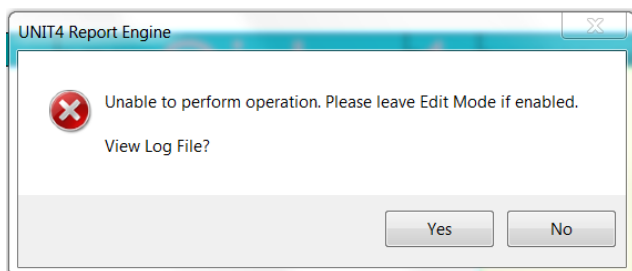 UNIT4 Report Engine
Unable to perform operation. Please leave Edit Mode if enabled.
View Log File?
Yes No